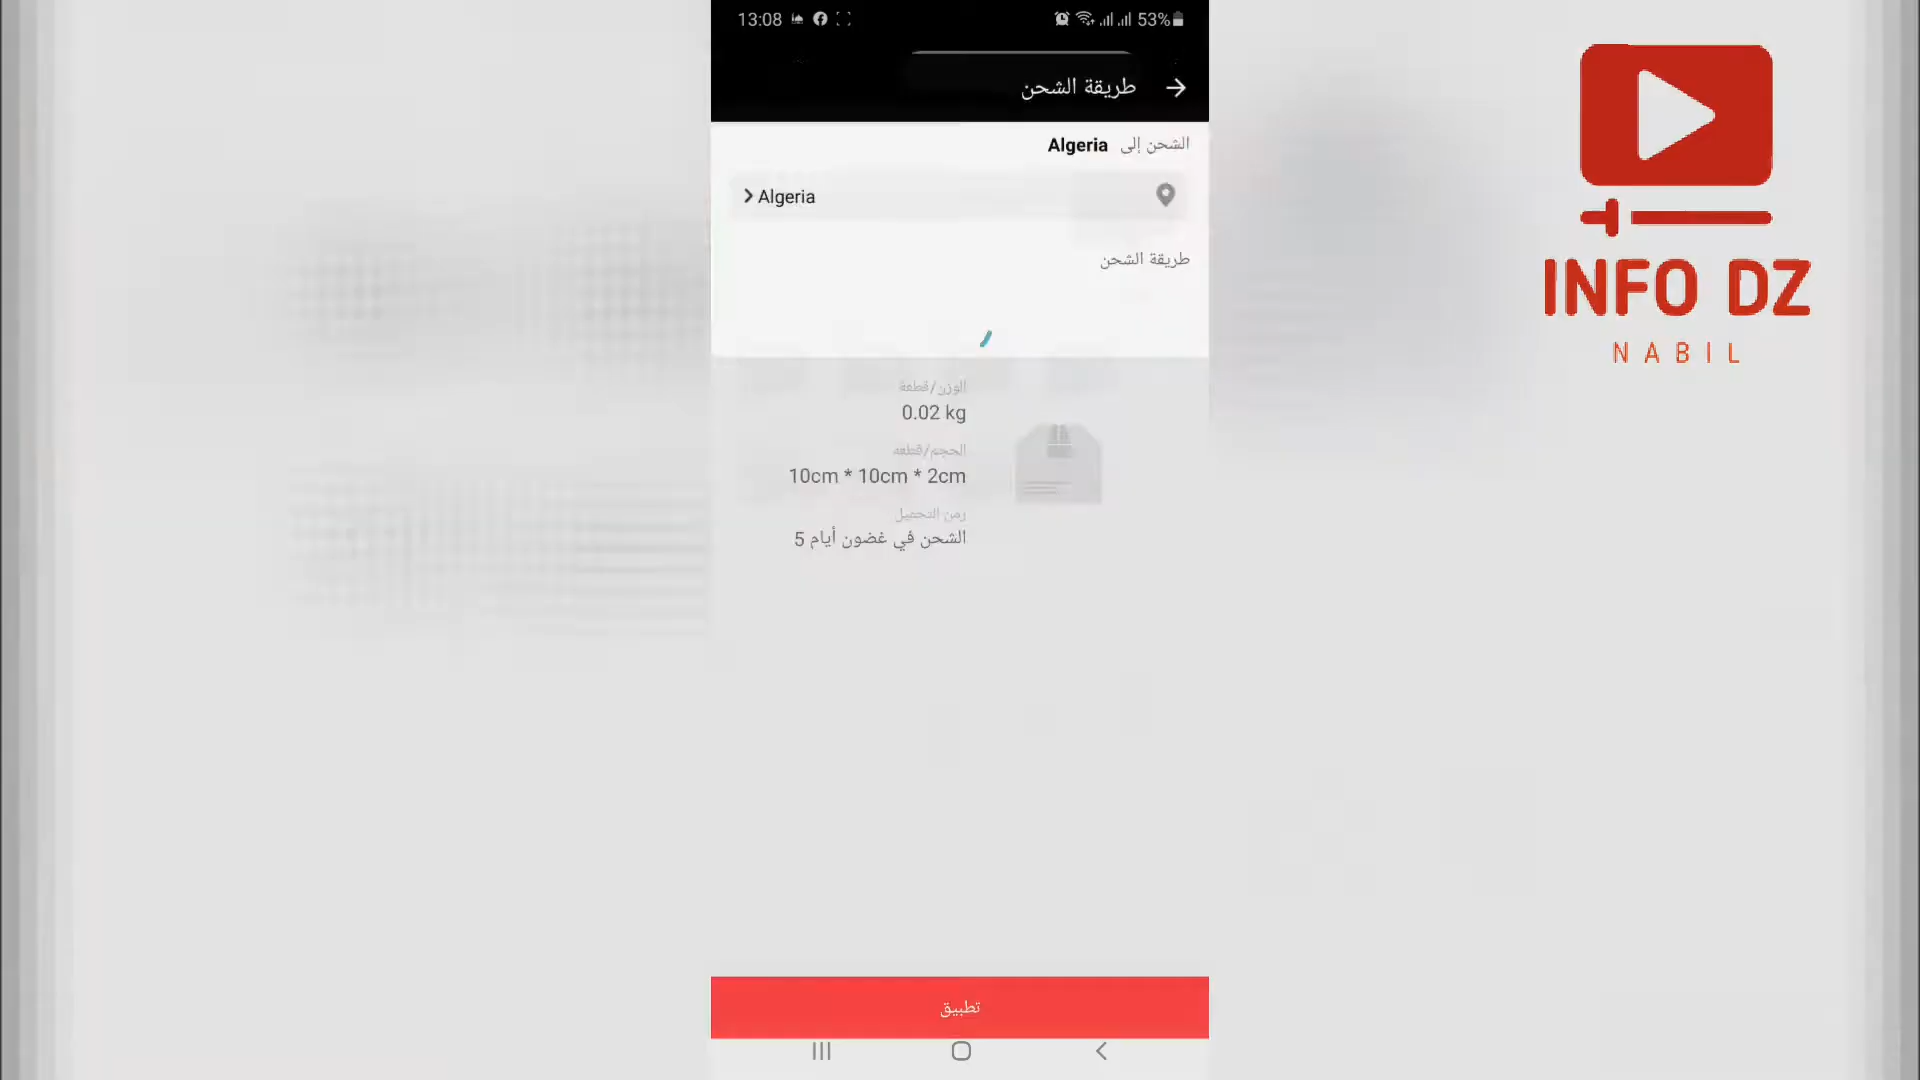 13:08 53%
طريقة الشحن
الشحن إلى Algeria
Algeria
طريقة الشحن
الوزن/قطعة
0.02 kg
الحجم/قطعة
10cm * 10cm * 2cm
زمن التحميل
الشحن في غضون أيام 5
تطبيق
INFO DZ
NABIL